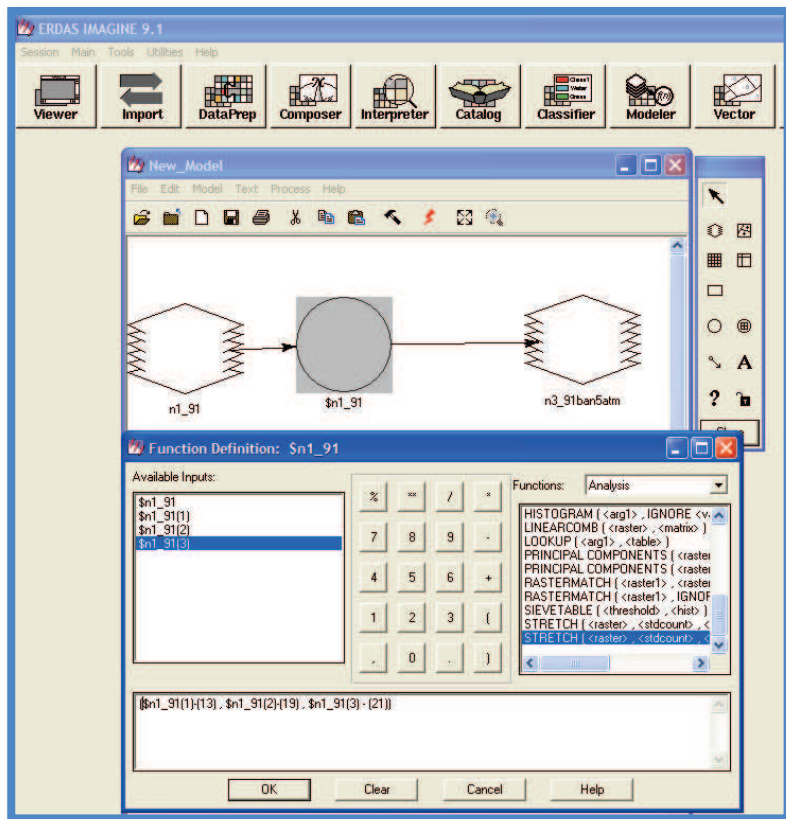 ERDAS IMAGINE 9.1
Session Main Tools Utilities Help
Viewer Import DataPrep Composer Interpreter Catalog Classifier Modeler Vector
New_Model
File Edit Model Text Process Help
n1_91
$n1_91
n3_91ban5atm
A
?
Function Definition: $n1_91
Available Inputs:
$n1_91
$n1_91(1)
$n1_91(2)
$n1_91(3)
% ** / *
7 8 9 -
4 5 6 +
1 2 3 (
, 0 . )
Functions: Analysis
HISTOGRAM ( <arg1> , IGNORE <v
LINEARCOMB ( <raster> , <matrix> )
LOOKUP ( <arg1> , <table> )
PRINCIPAL COMPONENTS ( <raster
PRINCIPAL COMPONENTS ( <raster
RASTERMATCH ( <raster1> , <raster
RASTERMATCH ( <raster1> , IGNOR
SIEVETABLE ( <threshold> , <hist> )
STRETCH ( <raster> , <stdcount> , <
STRETCH ( <raster> , <stdcount> , <
($n1_91(1)-(13) , $n1_91(2)-(19) , $n1_91(3) - (21))
OK Clear Cancel Help